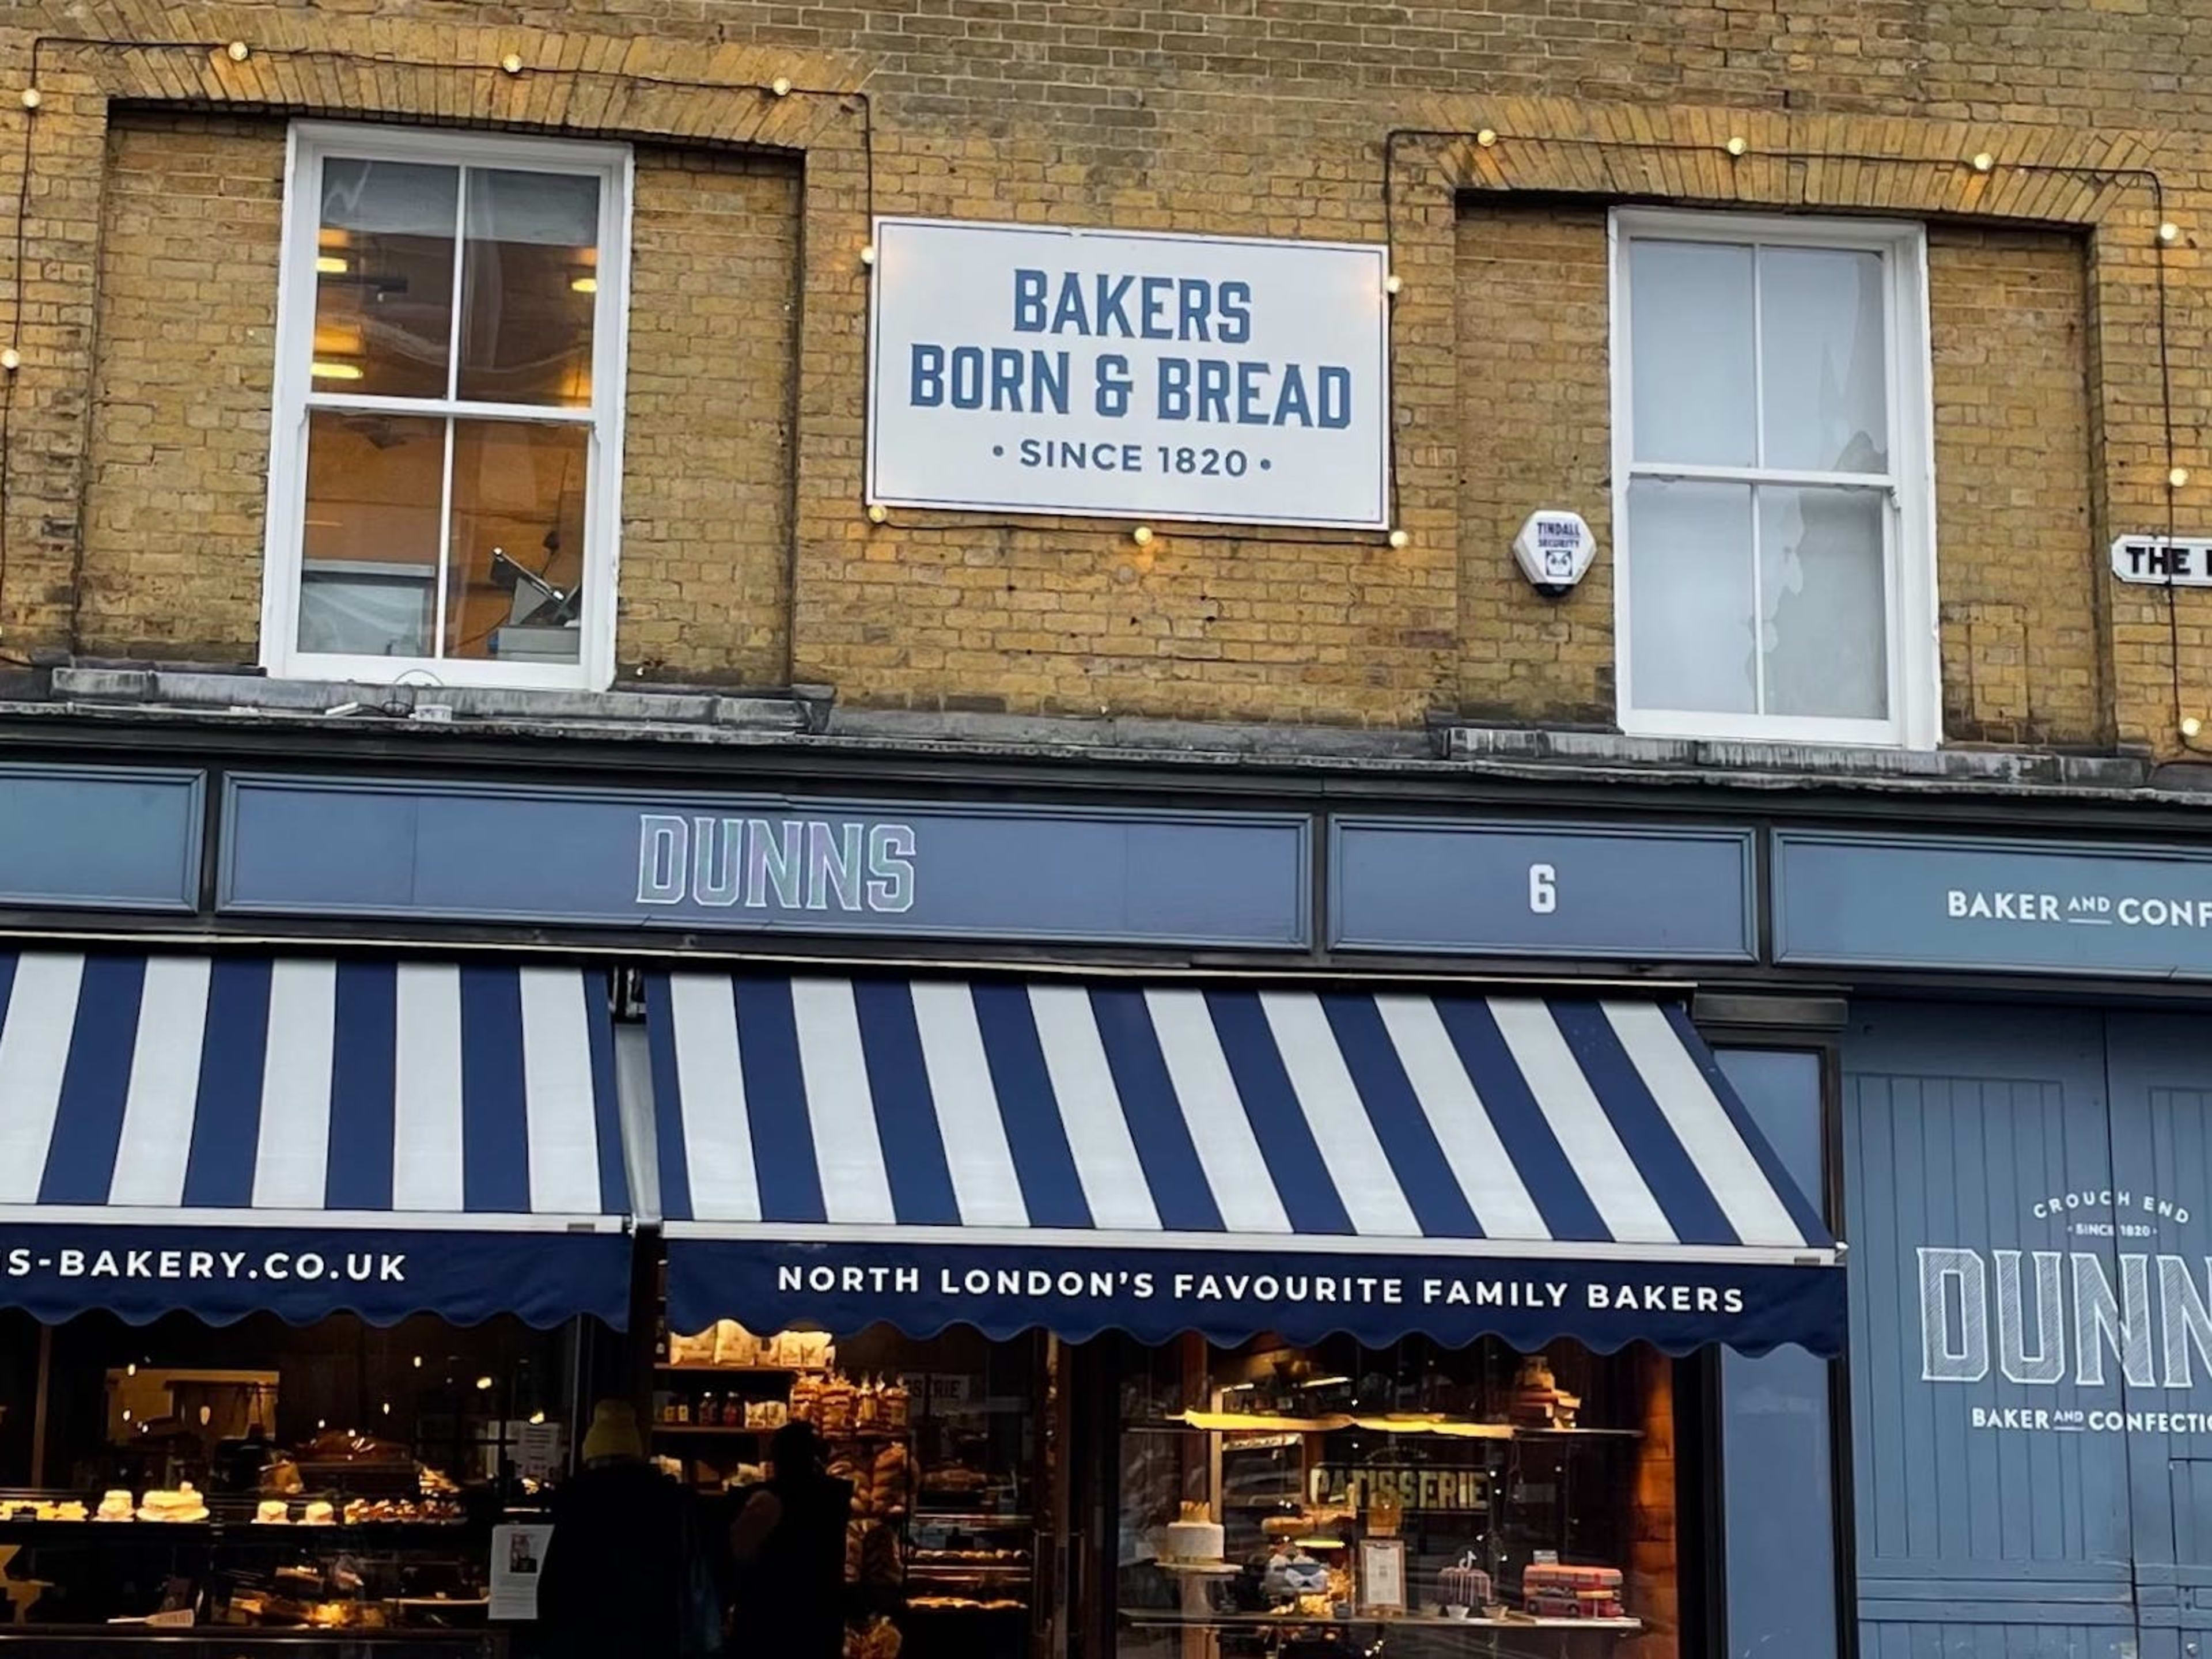 BAKERS
BORN & BREAD
• SINCE 1820 •
TINDALL
SECURITY
THE
DUNNS
6
BAKER AND CONF
S-BAKERY.CO.UK
NORTH LONDON'S FAVOURITE FAMILY BAKERS
CROUCH END
• SINCE 1820 •
DUNN
BAKER AND CONFECTIO
PATISSERIE